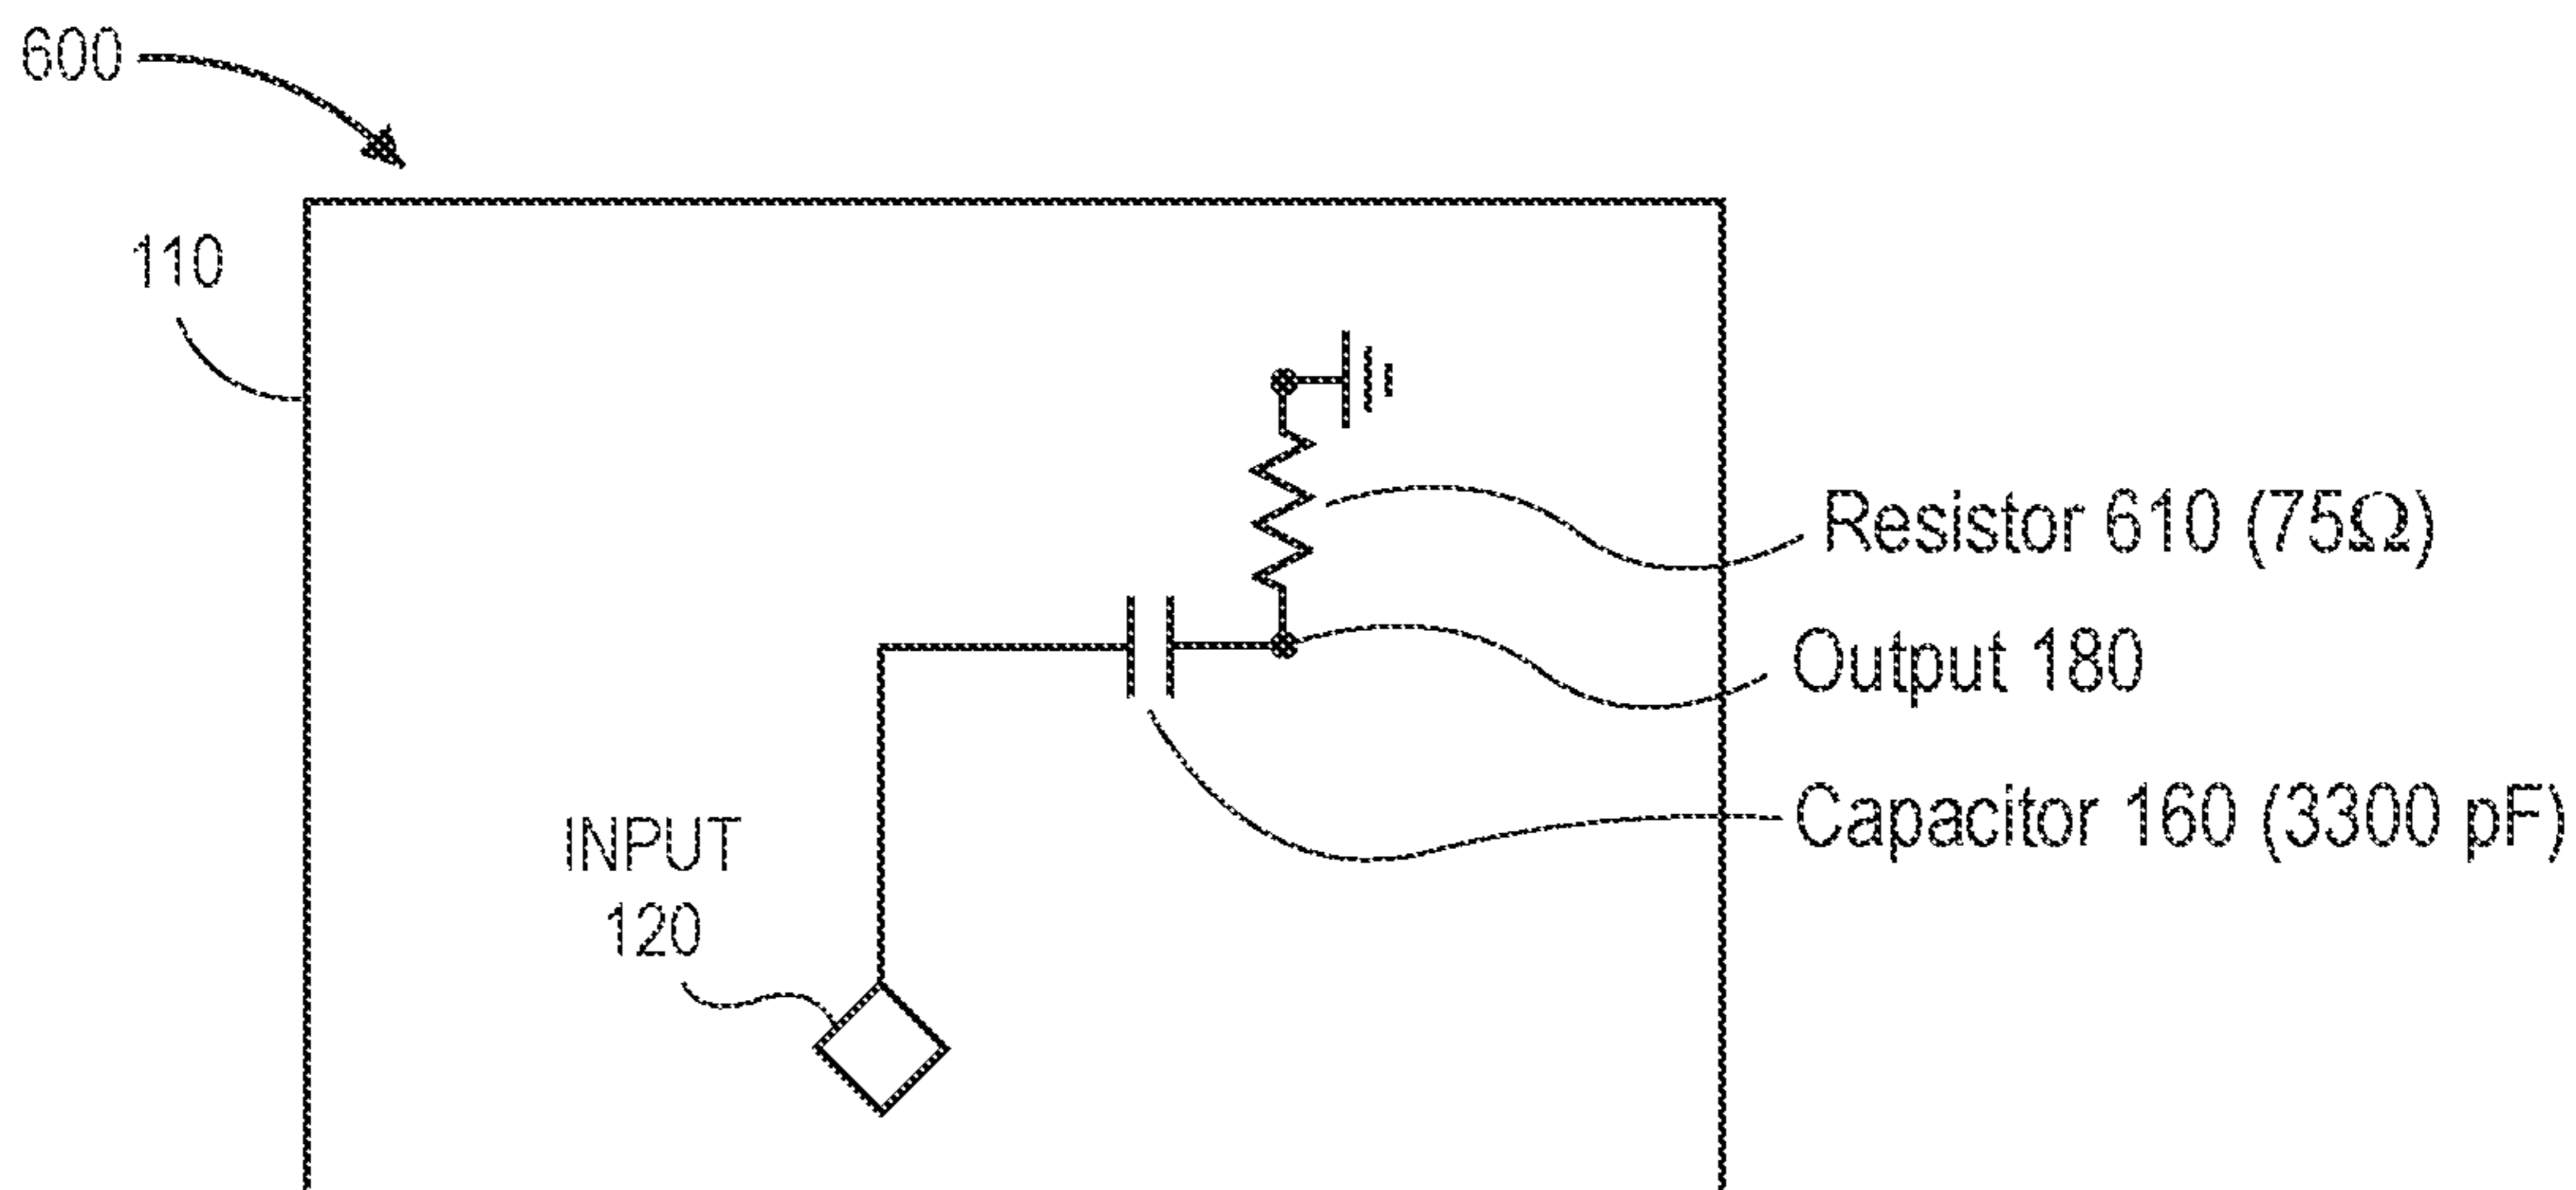 600
110
Resistor 610 (75Ω)
Output 180
Capacitor 160 (3300 pF)
INPUT
120